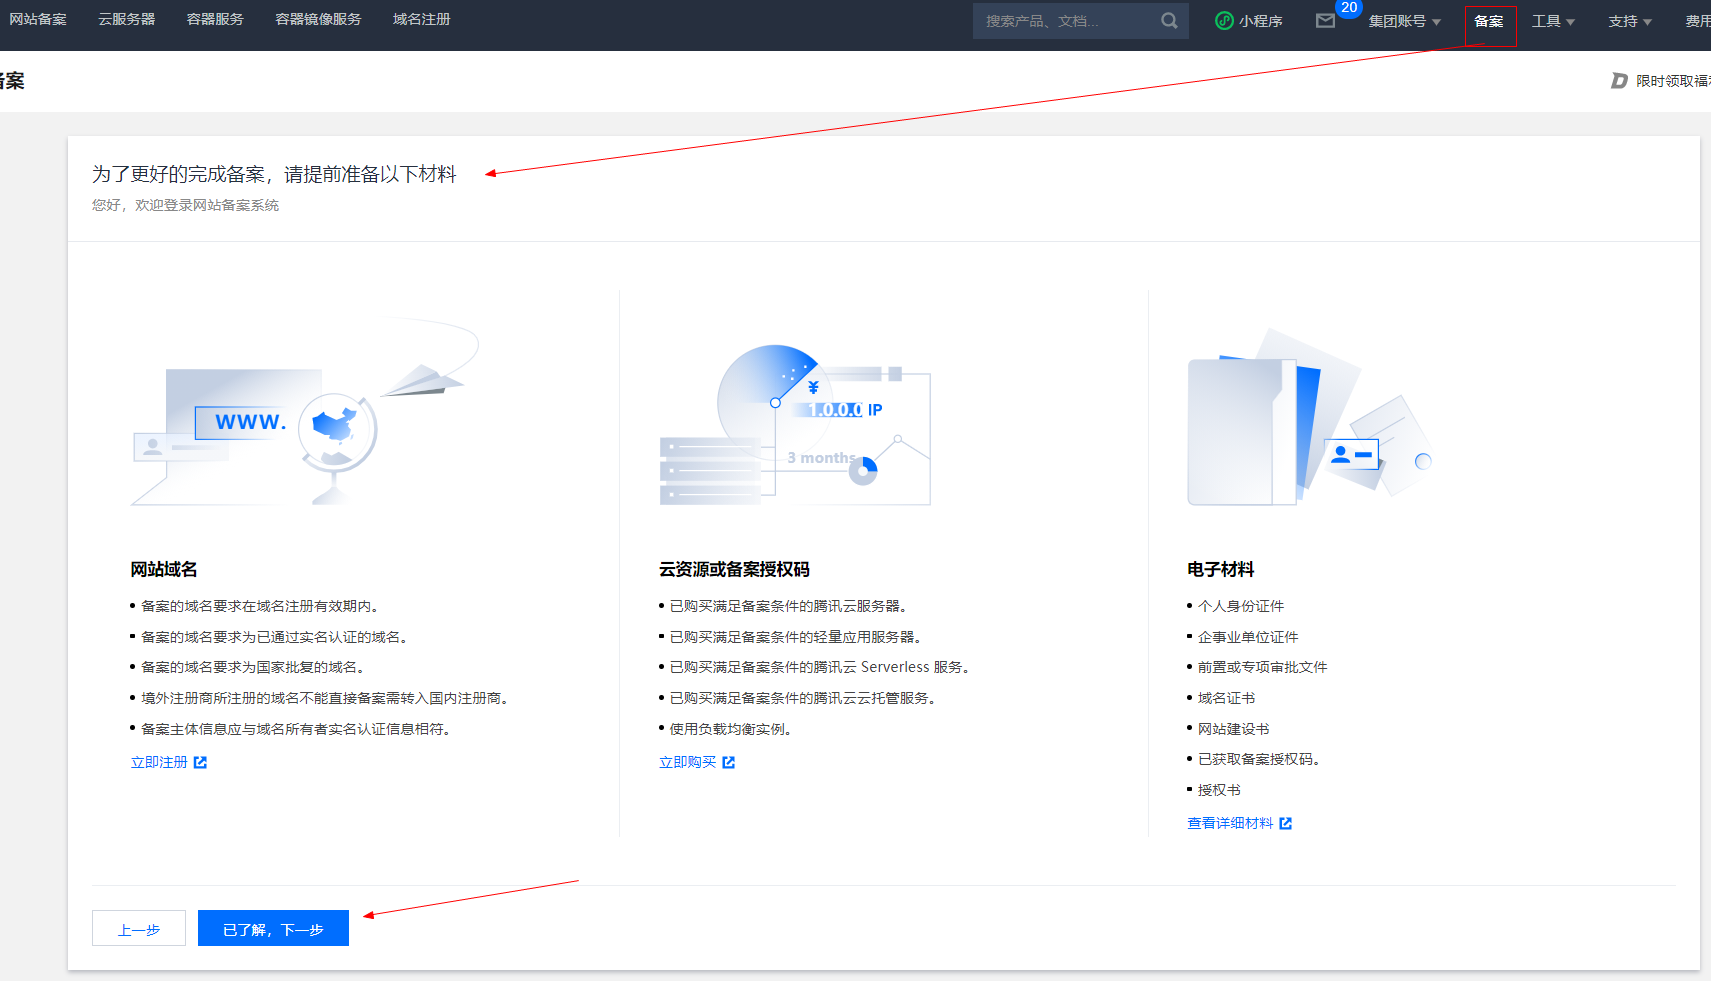 网站备案 云服务器 容器服务 容器镜像服务 域名注册 搜索产品、文档... 小程序 20 集团账号 备案 工具 支持 费用
备案 限时领取福利
为了更好的完成备案，请提前准备以下材料
您好，欢迎登录网站备案系统
www.
¥
1.0.0.0 IP
3 months
网站域名
备案的域名要求在域名注册有效期内。
备案的域名要求为已通过实名认证的域名。
备案的域名要求为国家批复的域名。
境外注册商所注册的域名不能直接备案需转入国内注册商。
备案主体信息应与域名所有者实名认证信息相符。
立即注册
云资源或备案授权码
已购买满足备案条件的腾讯云服务器。
已购买满足备案条件的轻量应用服务器。
已购买满足备案条件的腾讯云 Serverless 服务。
已购买满足备案条件的腾讯云云托管服务。
使用负载均衡实例。
立即购买
电子材料
个人身份证件
企事业单位证件
前置或专项审批文件
域名证书
网站建设书
已获取备案授权码。
授权书
查看详细材料
上一步 已了解，下一步